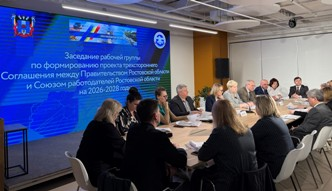 Заседание рабочей группы
по формированию проекта трехстороннего
Соглашения между Правительством Ростовской области
и Союзом работодателей Ростовской области
на 2026-2028 годы